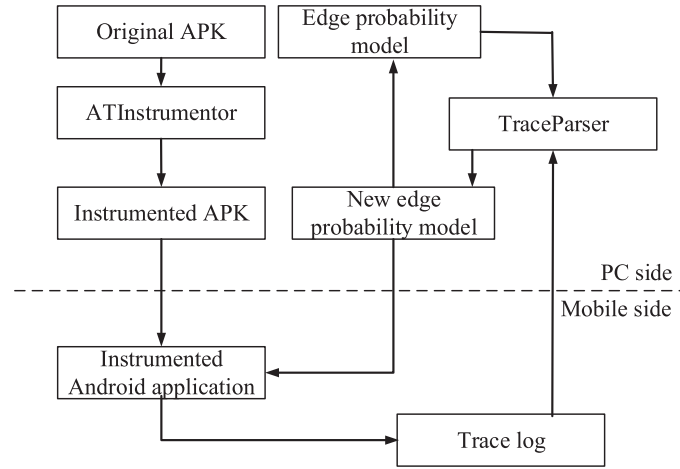 Original APK
Edge probability
model
ATInstrumentor
TraceParser
Instrumented APK
New edge
probability model
PC side
Mobile side
Instrumented
Android application
Trace log